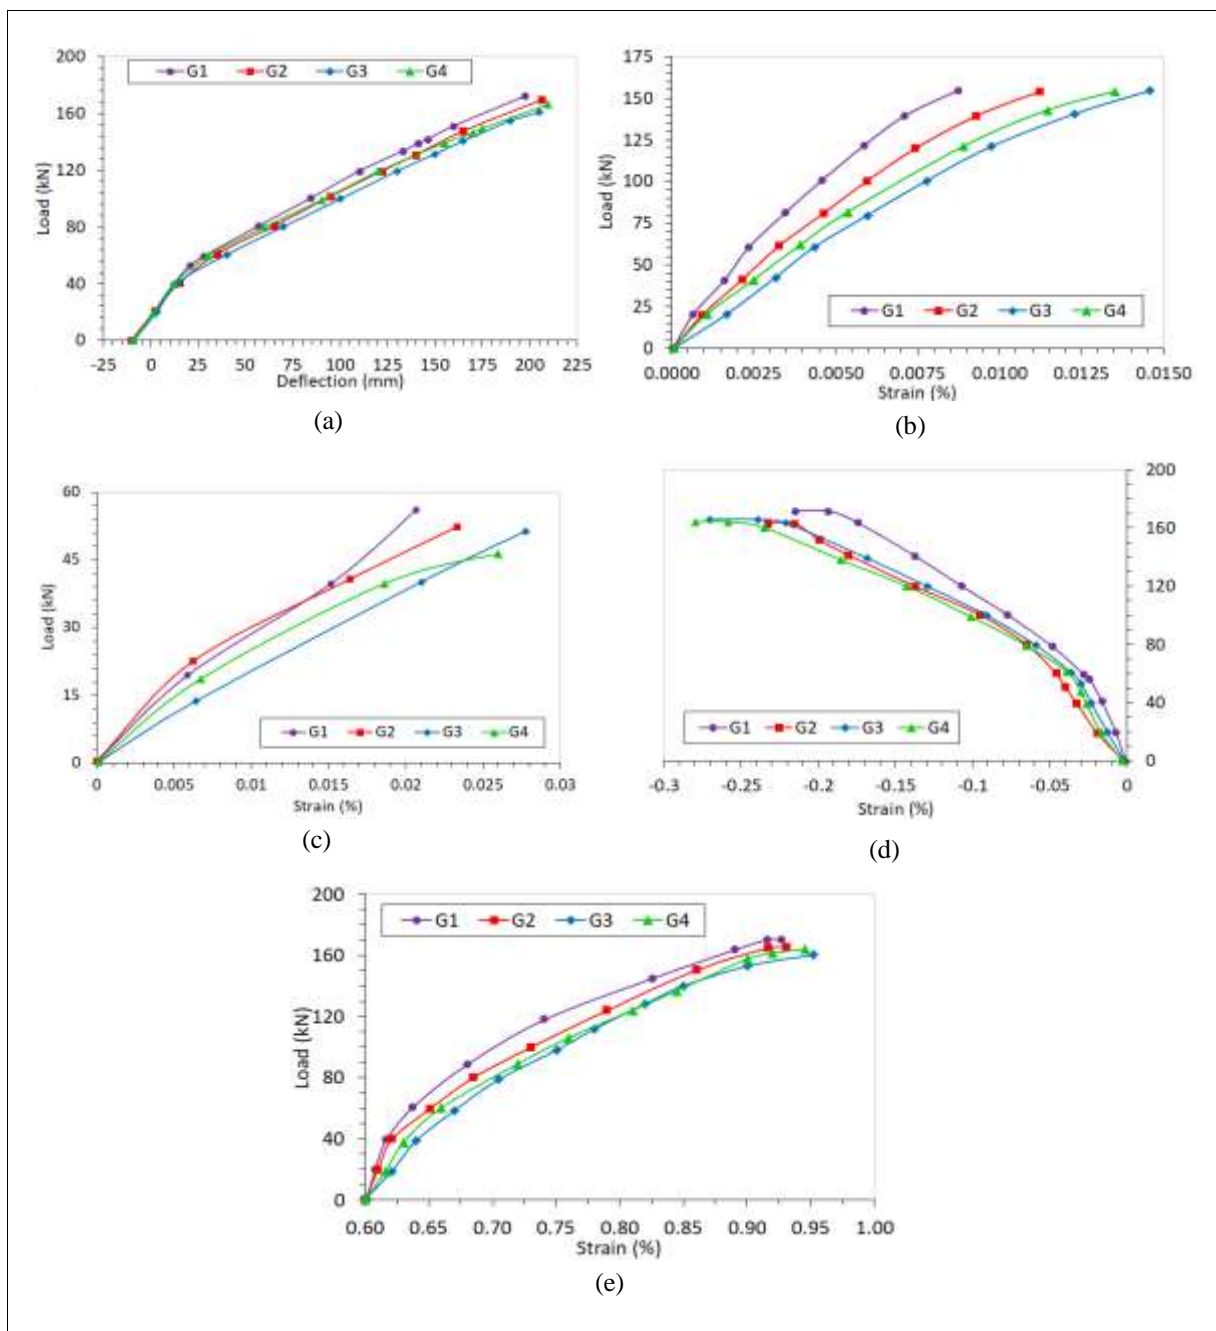 200
160
120
80
40
0
Load (kN)
G1 G2 G3 G4
-25 0 25 50 75 100 125 150 175 200 225
Deflection (mm)
(a)
175
150
125
100
75
50
25
0
Load (kN)
G1 G2 G3 G4
0.0000 0.0025 0.0050 0.0075 0.0100 0.0125 0.0150
Strain (%)
(b)
60
45
30
15
0
Load (kN)
G1 G2 G3 G4
0 0.005 0.01 0.015 0.02 0.025 0.03
Strain (%)
(c)
200
160
120
80
40
0
G1 G2 G3 G4
-0.3 -0.25 -0.2 -0.15 -0.1 -0.05 0
Strain (%)
(d)
200
160
120
80
40
0
Load (kN)
G1 G2 G3 G4
0.60 0.65 0.70 0.75 0.80 0.85 0.90 0.95 1.00
Strain (%)
(e)